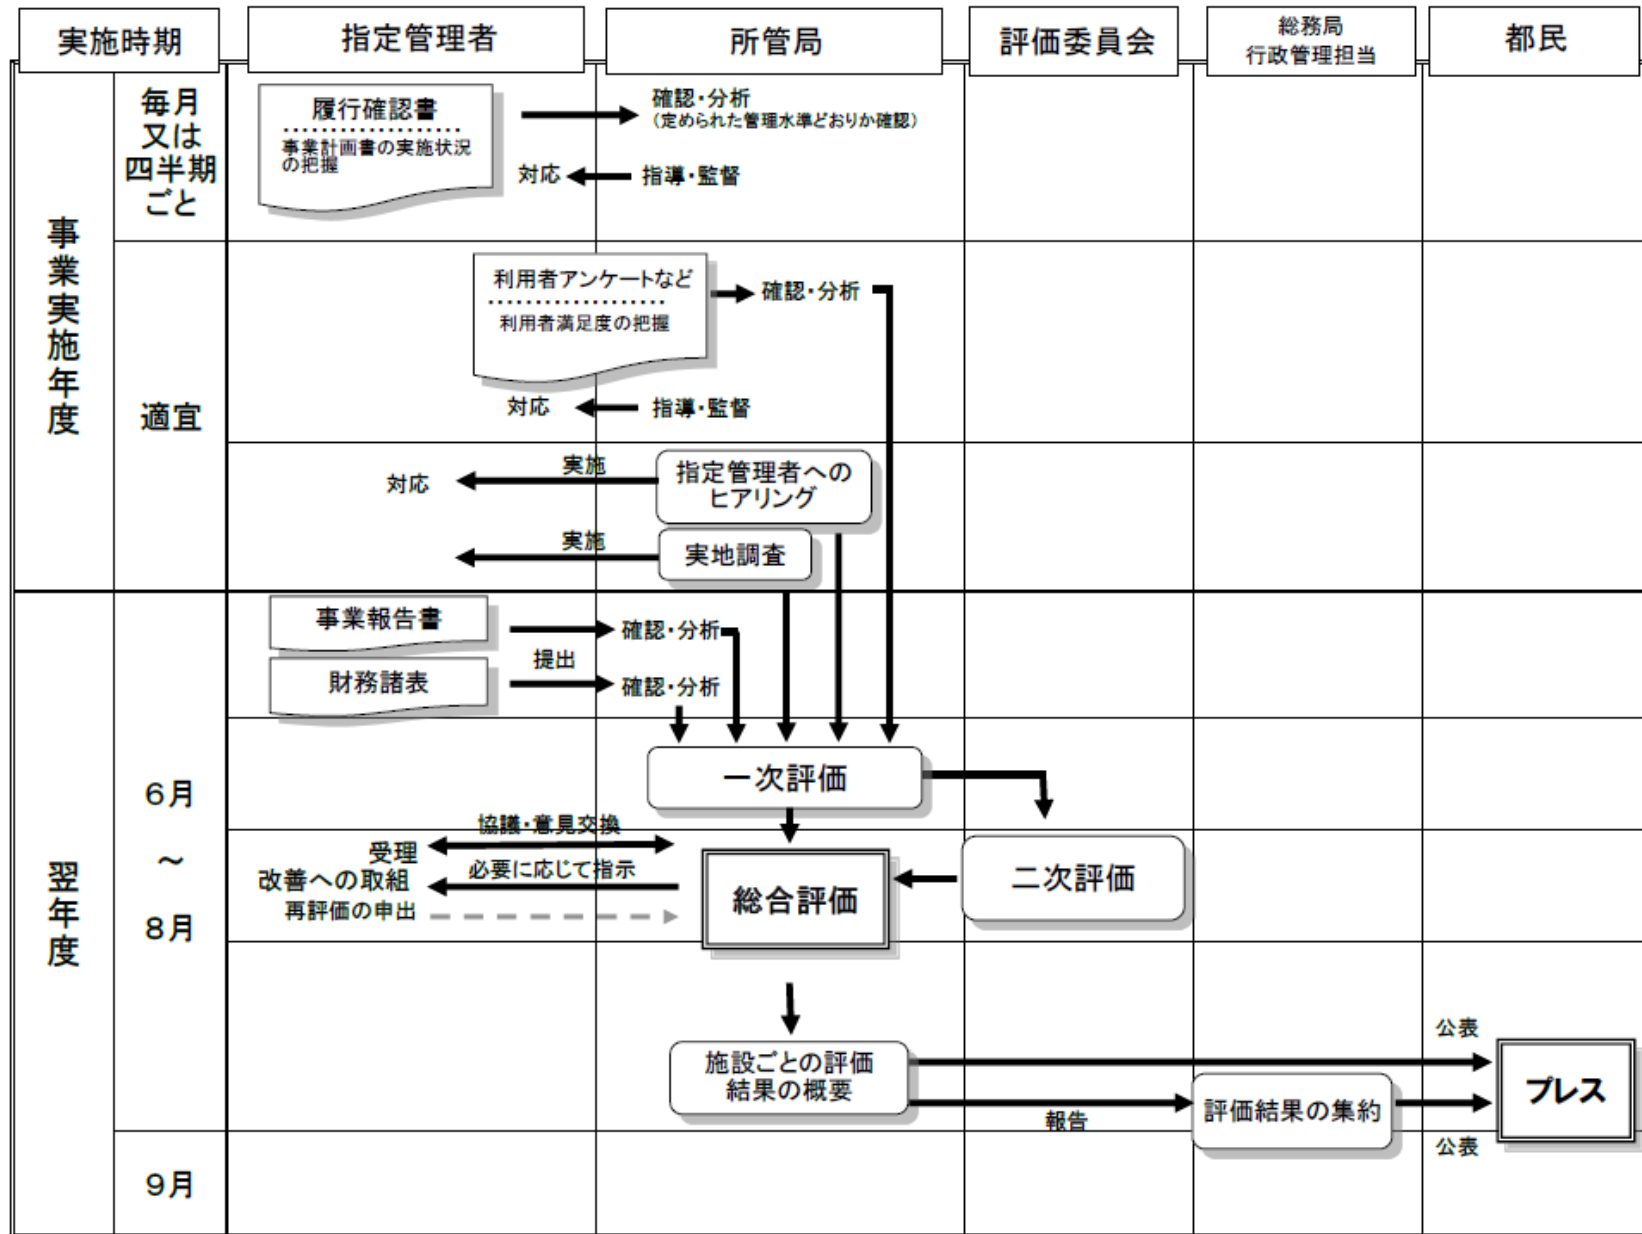 実施時期
指定管理者
所管局
評価委員会
総務局
行政管理担当
都民
事業実施年度
毎月
又は
四半期
ごと
履行確認書
事業計画書の実施状況
の把握
確認・分析
(定められた管理水準どおりか確認)
対応
指導・監督
適宜
利用者アンケートなど
利用者満足度の把握
確認・分析
対応
指導・監督
対応
実施
指定管理者への
ヒアリング
実施
実地調査
翌年度
事業報告書
確認・分析
提出
財務諸表
確認・分析
6月
～
8月
一次評価
協議・意見交換
受理
必要に応じて指示
改善への取組
再評価の申出
総合評価
二次評価
施設ごとの評価
結果の概要
公表
報告
評価結果の集約
プレス
公表
9月